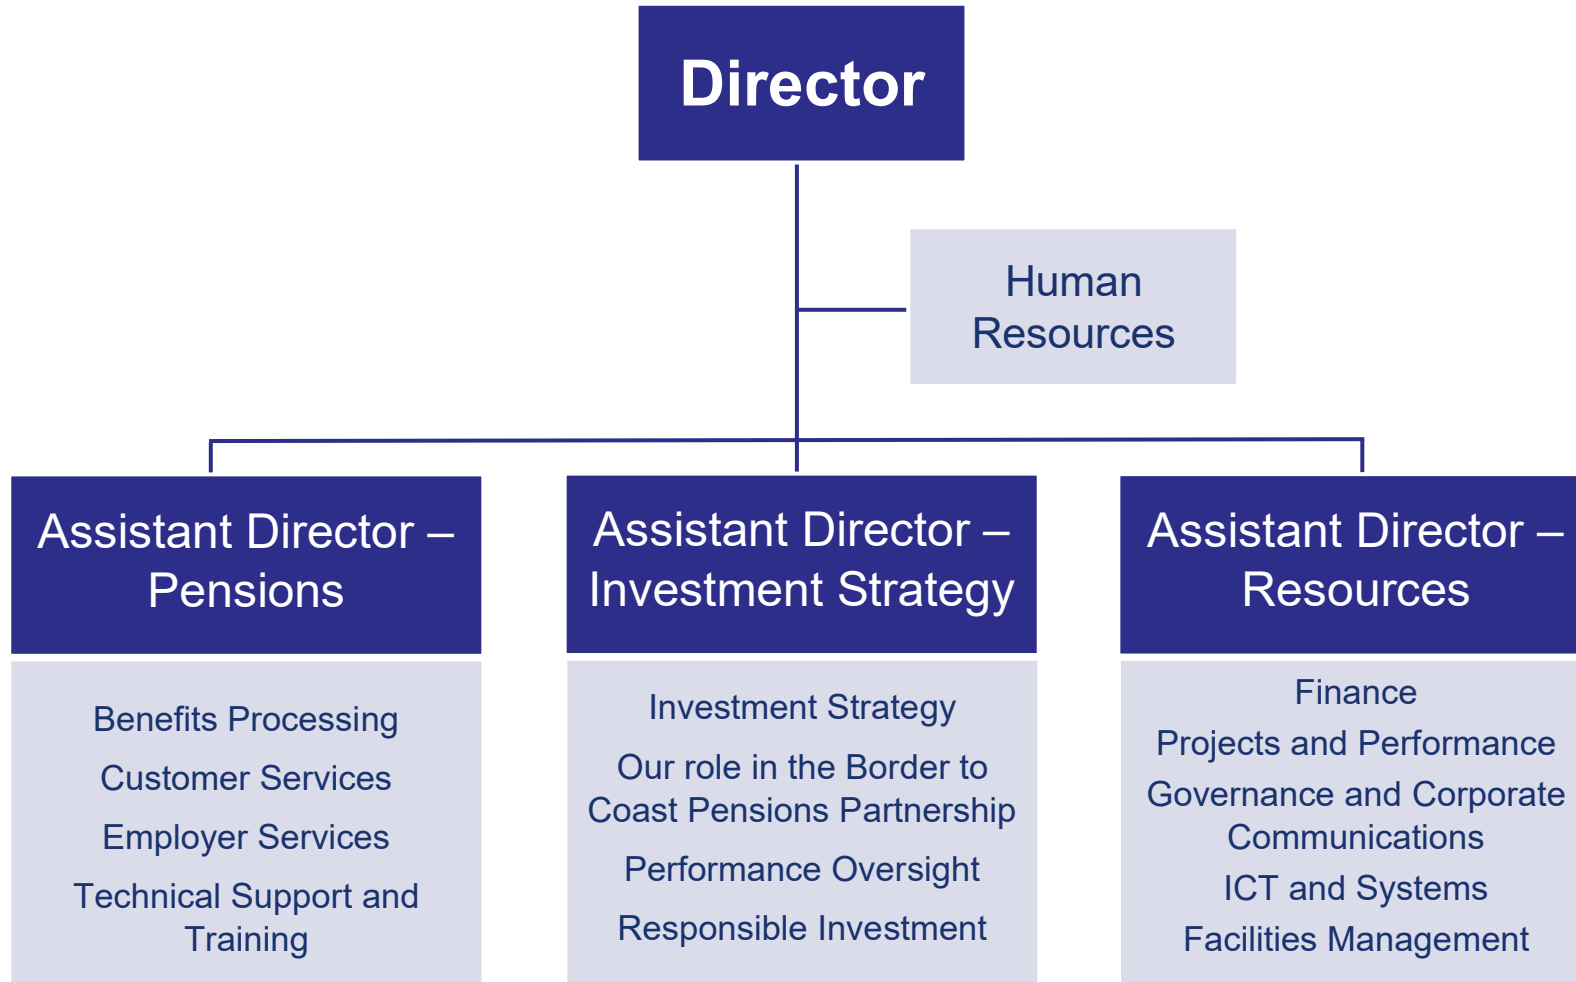 Director
Human
Resources
Assistant Director –
Pensions
Benefits Processing
Customer Services
Employer Services
Technical Support and
Training
Assistant Director –
Investment Strategy
Investment Strategy
Our role in the Border to
Coast Pensions Partnership
Performance Oversight
Responsible Investment
Assistant Director –
Resources
Finance
Projects and Performance
Governance and Corporate
Communications
ICT and Systems
Facilities Management